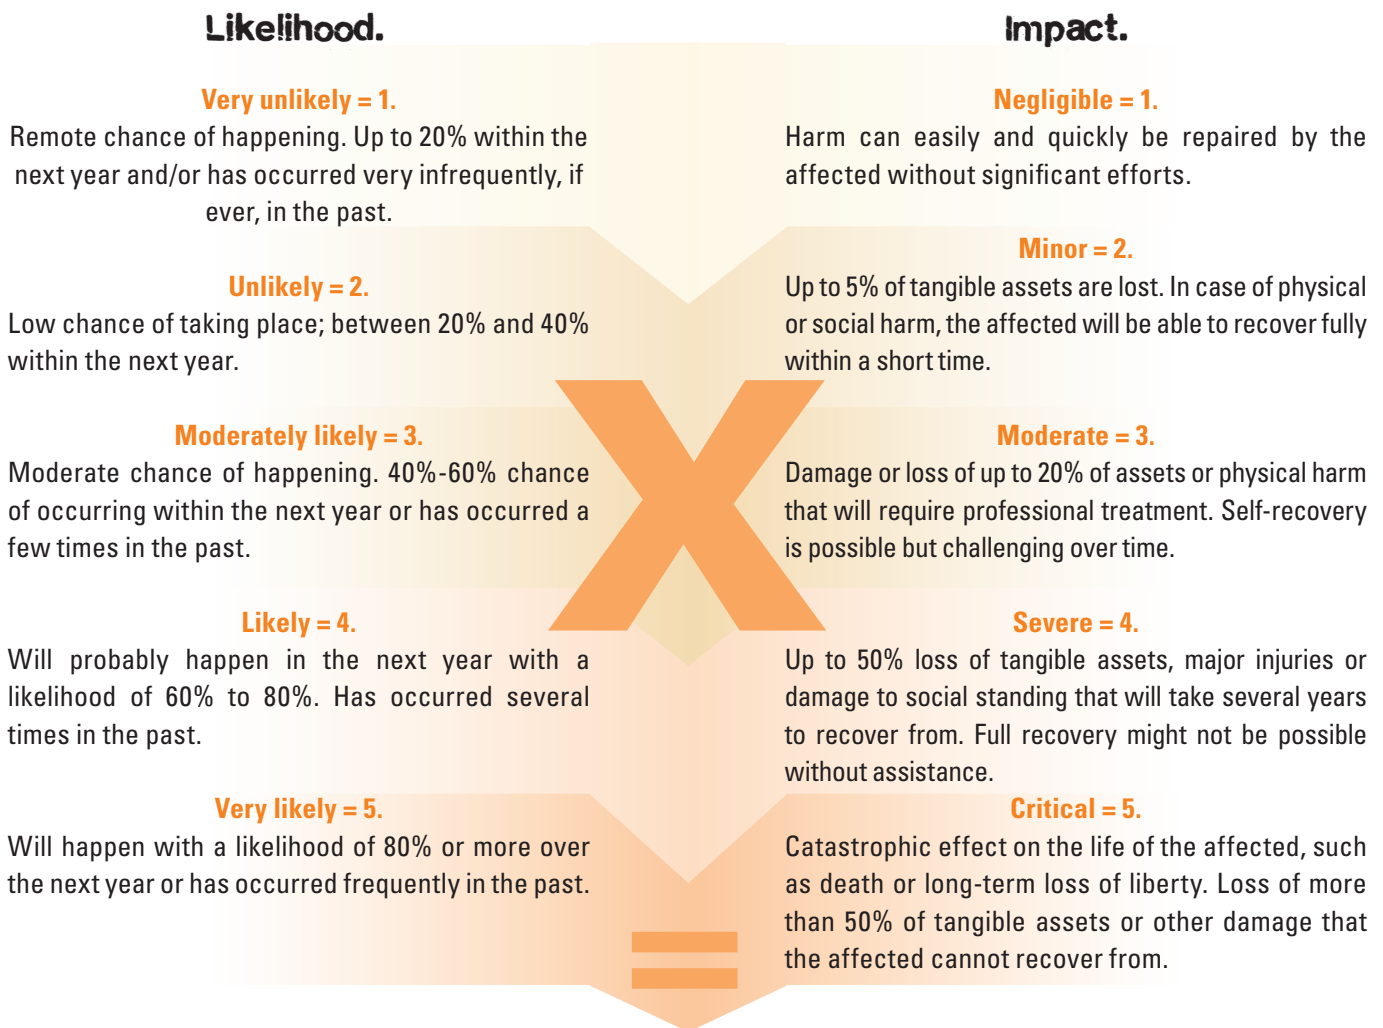 Likelihood.
Very unlikely = 1.
Remote chance of happening. Up to 20% within the
next year and/or has occurred very infrequently, if
ever, in the past.
Unlikely = 2.
Low chance of taking place; between 20% and 40%
within the next year.
Moderately likely = 3.
Moderate chance of happening. 40%-60% chance
of occurring within the next year or has occurred a
few times in the past.
Likely = 4.
Will probably happen in the next year with a
likelihood of 60% to 80%. Has occurred several
times in the past.
Very likely = 5.
Will happen with a likelihood of 80% or more over
the next year or has occurred frequently in the past.
X
=
Impact.
Negligible = 1.
Harm can easily and quickly be repaired by the
affected without significant efforts.
Minor = 2.
Up to 5% of tangible assets are lost. In case of physical
or social harm, the affected will be able to recover fully
within a short time.
Moderate = 3.
Damage or loss of up to 20% of assets or physical harm
that will require professional treatment. Self-recovery
is possible but challenging over time.
Severe = 4.
Up to 50% loss of tangible assets, major injuries or
damage to social standing that will take several years
to recover from. Full recovery might not be possible
without assistance.
Critical = 5.
Catastrophic effect on the life of the affected, such
as death or long-term loss of liberty. Loss of more
than 50% of tangible assets or other damage that
the affected cannot recover from.